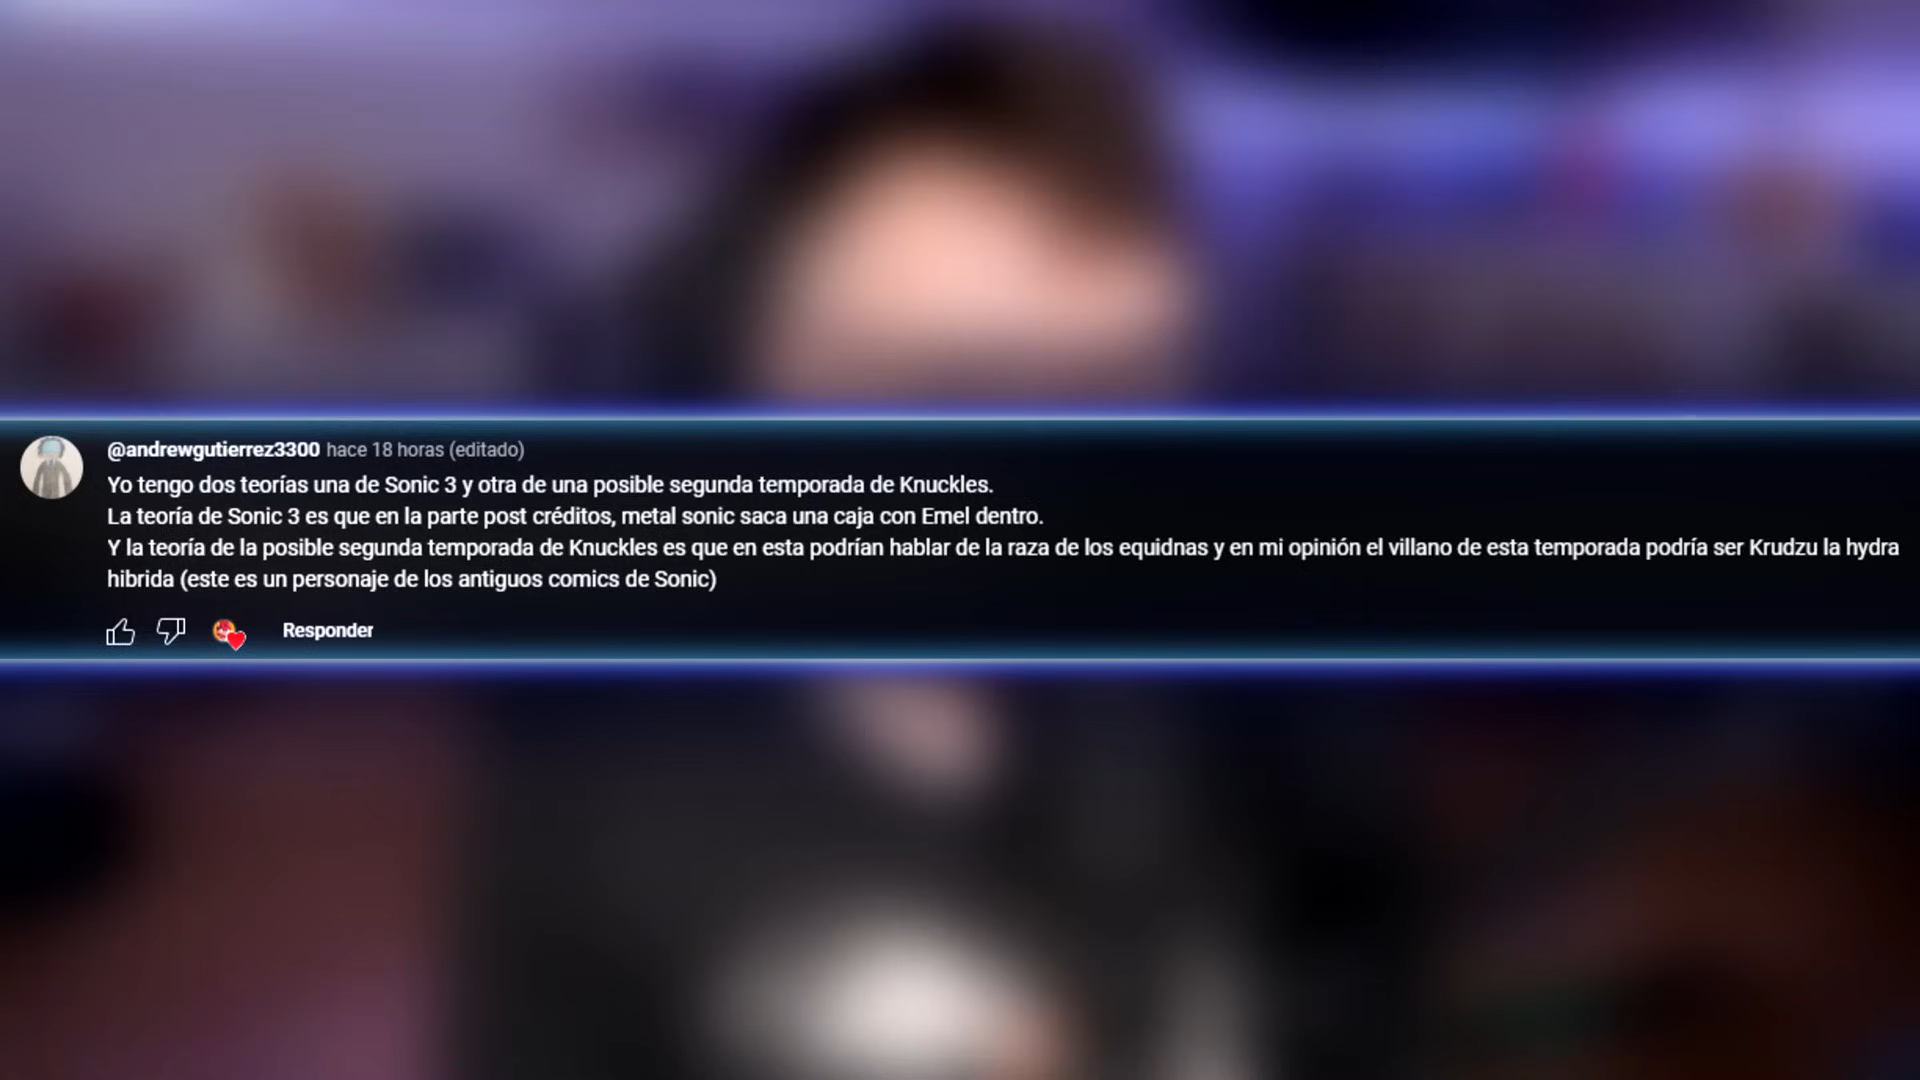 @andrewgutierrez3300 hace 18 horas (editado)
Yo tengo dos teorías una de Sonic 3 y otra de una posible segunda temporada de Knuckles.
La teoría de Sonic 3 es que en la parte post créditos, metal sonic saca una caja con Emel dentro.
Y la teoría de la posible segunda temporada de Knuckles es que en esta podrían hablar de la raza de los equidnas y en mi opinión el villano de esta temporada podría ser Krudzu la hydra
hibrida (este es un personaje de los antiguos comics de Sonic)
Responder